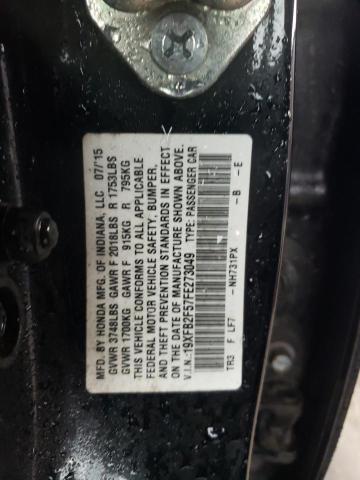 MFD. BY HONDA MFG. OF INDIANA, LLC 07/15
GVWR 3748LBS GAWR F 2018LBS R 1753LBS
GVWR 1700KG GAWR F 915KG R 795KG
THIS VEHICLE CONFORMS TO ALL APPLICABLE
FEDERAL MOTOR VEHICLE SAFETY, BUMPER,
AND THEFT PREVENTION STANDARDS IN EFFECT
ON THE DATE OF MANUFACTURE SHOWN ABOVE.
V.I.N.:19XFB2F57FE273049 TYPE: PASSENGER CAR
TR3 F LF7 -NH731PX -B -E